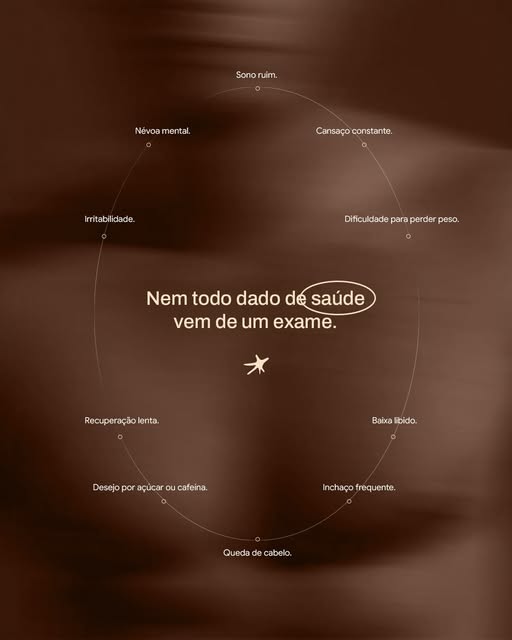 Sono ruim.
Névoa mental.
Cansaço constante.
Irritabilidade.
Dificuldade para perder peso.
Nem todo dado de saúde
vem de um exame.
Recuperação lenta.
Baixa libido.
Desejo por açúcar ou cafeína.
Inchaço frequente.
Queda de cabelo.